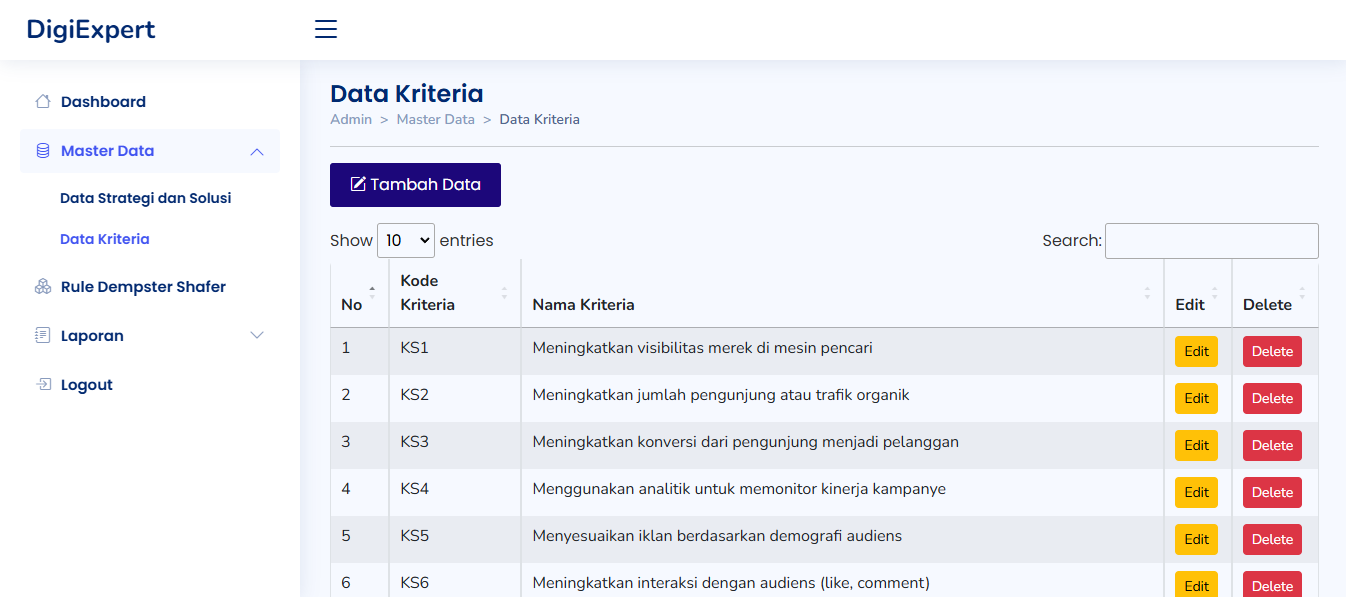 DigiExpert
Dashboard
Master Data
Data Strategi dan Solusi
Data Kriteria
Rule Dempster Shafer
Laporan
Logout
Data Kriteria
Admin > Master Data > Data Kriteria
Tambah Data
Show 10 entries
Search:
No Kode Kriteria Nama Kriteria Edit Delete
1 KS1 Meningkatkan visibilitas merek di mesin pencari Edit Delete
2 KS2 Meningkatkan jumlah pengunjung atau trafik organik Edit Delete
3 KS3 Meningkatkan konversi dari pengunjung menjadi pelanggan Edit Delete
4 KS4 Menggunakan analitik untuk memonitor kinerja kampanye Edit Delete
5 KS5 Menyesuaikan iklan berdasarkan demografi audiens Edit Delete
6 KS6 Meningkatkan interaksi dengan audiens (like, comment) Edit Delete